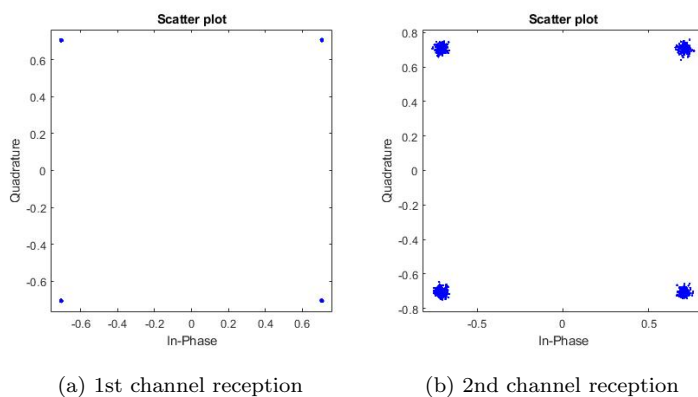 Scatter plot
0.6
0.4
0.2
0
-0.2
-0.4
-0.6
Quadrature
-0.6 -0.4 -0.2 0 0.2 0.4 0.6
In-Phase
(a) 1st channel reception
Scatter plot
0.8
0.6
0.4
0.2
0
-0.2
-0.4
-0.6
-0.8
Quadrature
-0.5 0 0.5
In-Phase
(b) 2nd channel reception